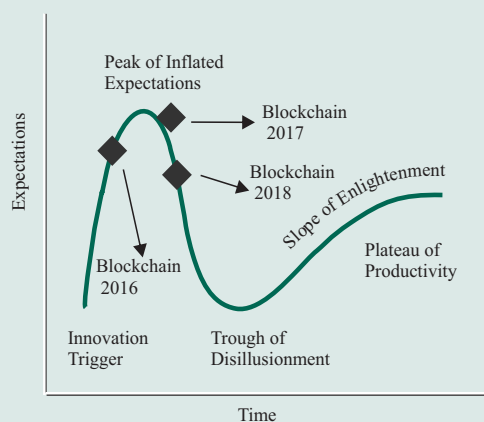 Peak of Inflated
Expectations
Blockchain
2017
Blockchain
2018
Slope of Enlightenment
Expectations
Blockchain
2016
Plateau of
Productivity
Innovation
Trigger
Trough of
Disillusionment
Time